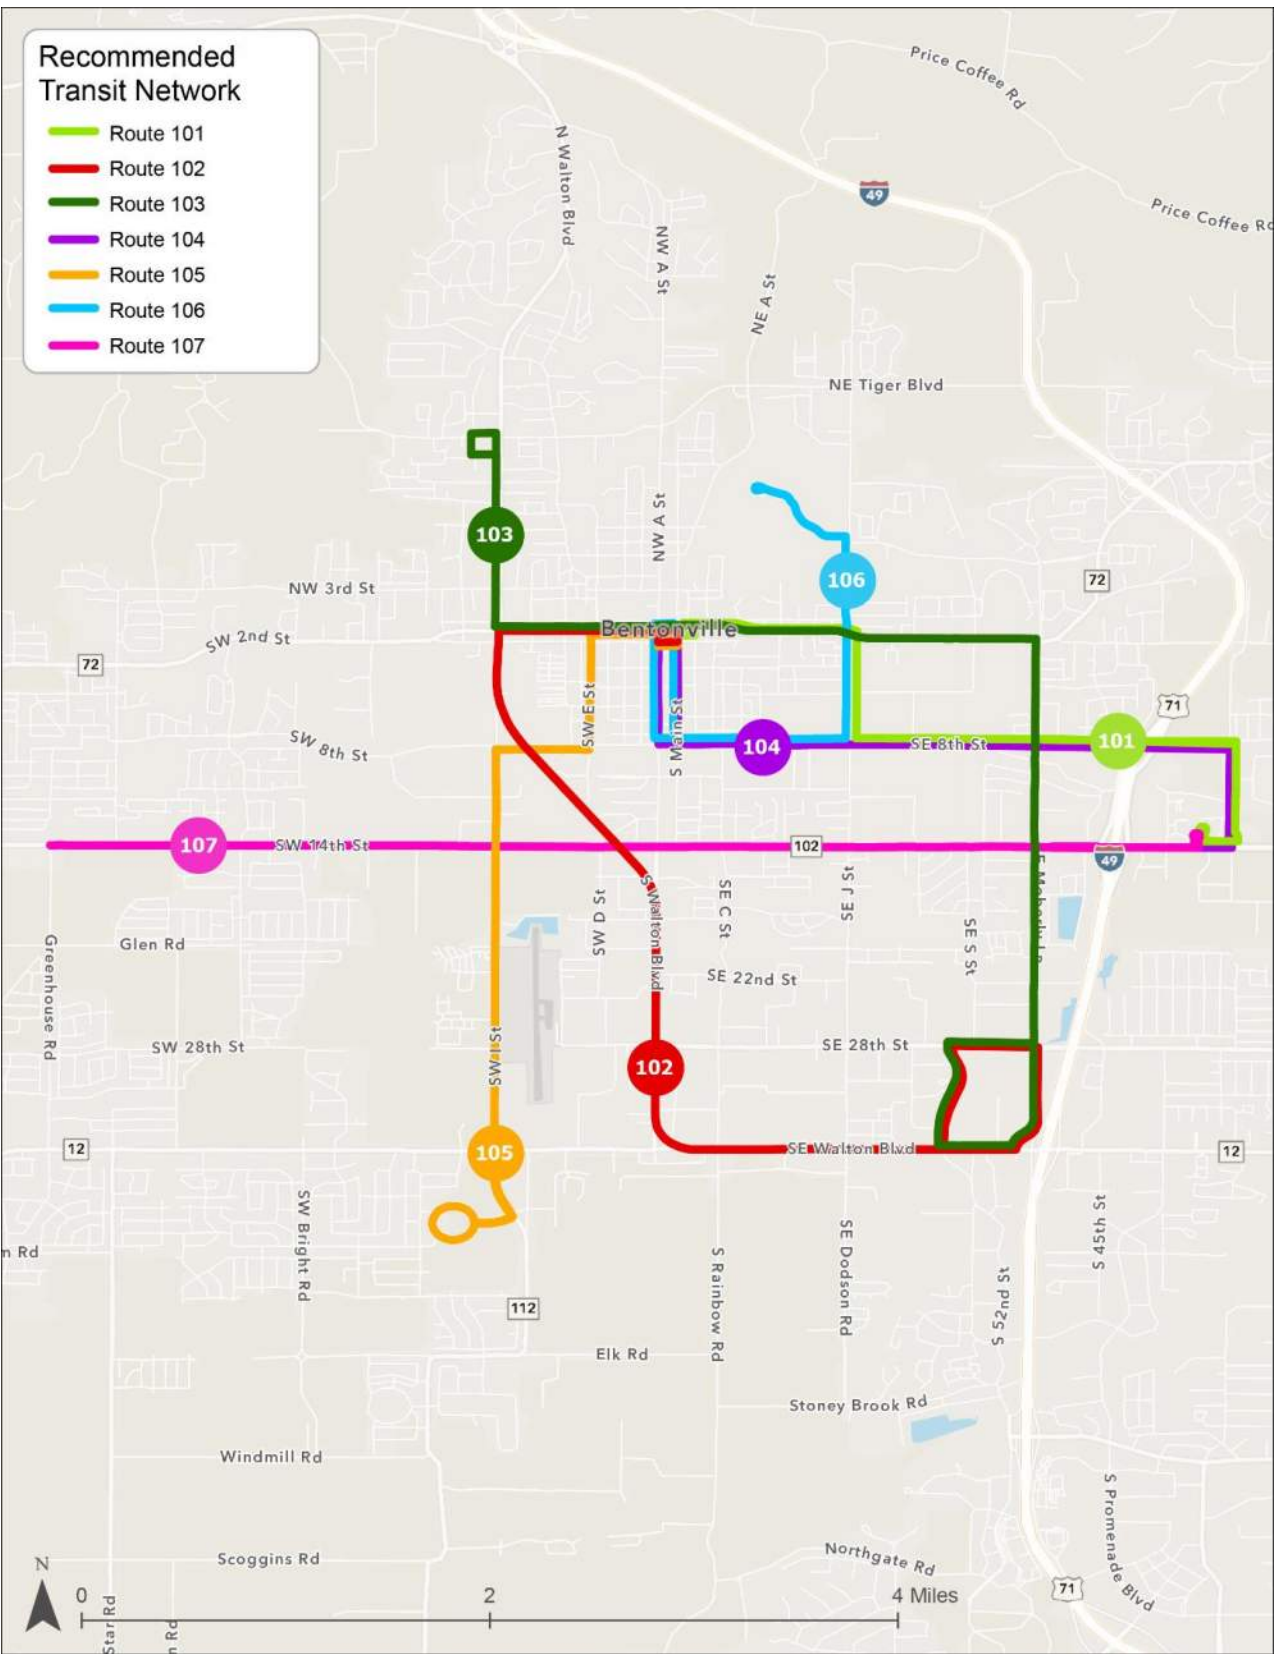 Recommended
Transit Network
Route 101
Route 102
Route 103
Route 104
Route 105
Route 106
Route 107
Price Coffee Rd
N Walton Blvd
49
Price Coffee Rd
NW A St
NE A St
NE Tiger Blvd
103
NW A St
106
72
NW 3rd St
Bentonville
SW 2nd St
72
SW E St
71
S Main St
SW 8th St
104
SE 8th St
101
107
SW 14th St
102
49
S Walton Blvd
SE J St
SE C St
SW D St
SE S St
E Moberly Ln
Greenhouse Rd
Glen Rd
SE 22nd St
SW I St
SW 28th St
SE 28th St
102
12
105
SE Walton Blvd
12
SW Bright Rd
S 45th St
SE Dodson Rd
m Rd
S Rainbow Rd
S 52nd St
112
Elk Rd
Stoney Brook Rd
Windmill Rd
S Promenade Blvd
Scoggins Rd
Northgate Rd
N
0
2
4 Miles
71
Star Rd
n Rd